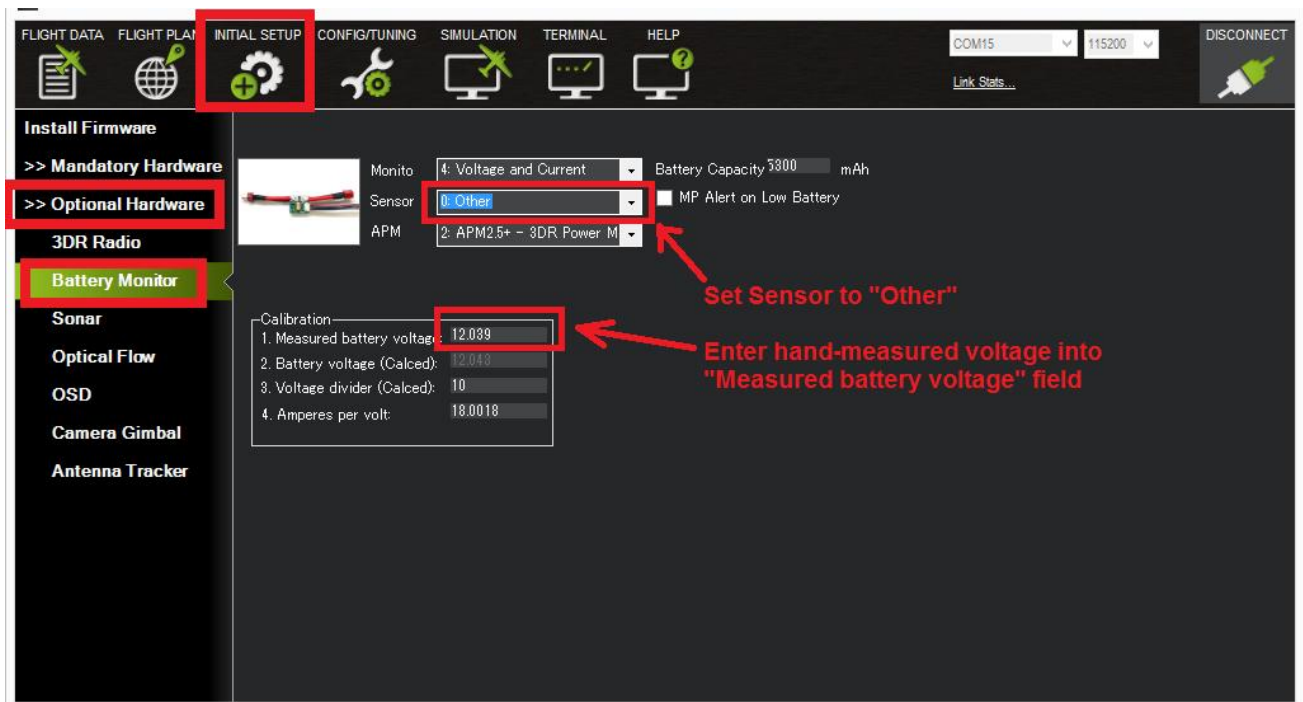 FLIGHT DATA FLIGHT PLAN INITIAL SETUP CONFIG/TUNING SIMULATION TERMINAL HELP
COM15 115200 DISCONNECT
Link Stats...
Install Firmware
>> Mandatory Hardware
>> Optional Hardware
3DR Radio
Battery Monitor
Sonar
Optical Flow
OSD
Camera Gimbal
Antenna Tracker
Monito 4: Voltage and Current Battery Capacity 5300 mAh
Sensor 0: Other MP Alert on Low Battery
APM 2: APM2.5+ - 3DR Power M
Set Sensor to "Other"
Calibration
1. Measured battery voltage: 12.039
2. Battery voltage (Calced): 12.048
3. Voltage divider (Calced): 10
4. Amperes per volt: 18.0018
Enter hand-measured voltage into
"Measured battery voltage" field